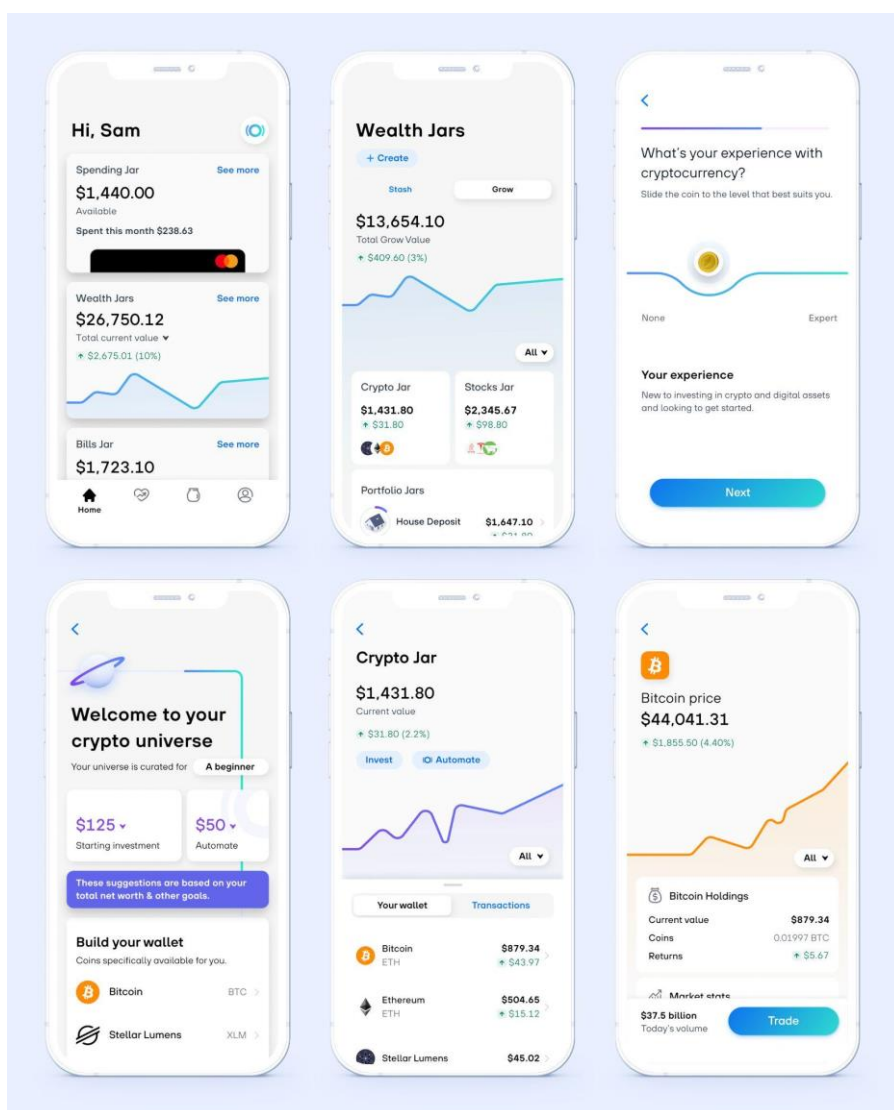 Hi, Sam
Spending Jar See more
$1,440.00
Available
Spent this month $238.63
Wealth Jars See more
$26,750.12
Total current value
$2,675.01 (10%)
Bills Jar See more
$1,723.10
Home
Wealth Jars
+ Create
Stash Grow
$13,654.10
Total Grow Value
$409.60 (3%)
All
Crypto Jar Stocks Jar
$1,431.80 $2,345.67
$31.80 $98.80
Portfolio Jars
House Deposit $1,647.10
What's your experience with
cryptocurrency?
Slide the coin to the level that best suits you.
None Expert
Your experience
New to investing in crypto and digital assets
and looking to get started.
Next
Welcome to your
crypto universe
Your universe is curated for A beginner
$125 $50
Starting investment Automate
These suggestions are based on your
total net worth & other goals.
Build your wallet
Coins specifically available for you.
Bitcoin BTC
Stellar Lumens XLM
Crypto Jar
$1,431.80
Current value
$31.80 (2.2%)
Invest Automate
All
Your wallet Transactions
Bitcoin $879.34
ETH $43.97
Ethereum $504.65
ETH $15.12
Stellar Lumens $45.02
Bitcoin price
$44,041.31
$1,855.50 (4.40%)
All
Bitcoin Holdings
Current value $879.34
Coins 0.01997 BTC
Returns $5.67
Market stats
$37.5 billion
Today's volume
Trade